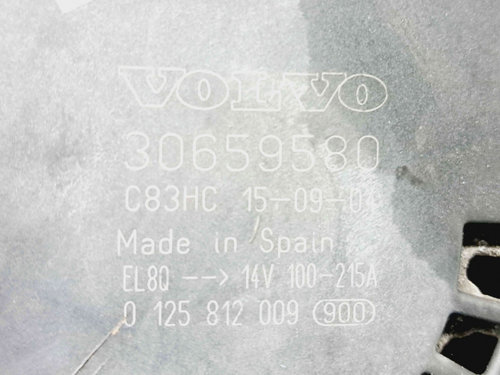 VOLVO
30659580
C83HC 15-09-04
Made in Spain
EL8Q --> 14V 100-215A
0 125 812 009 900